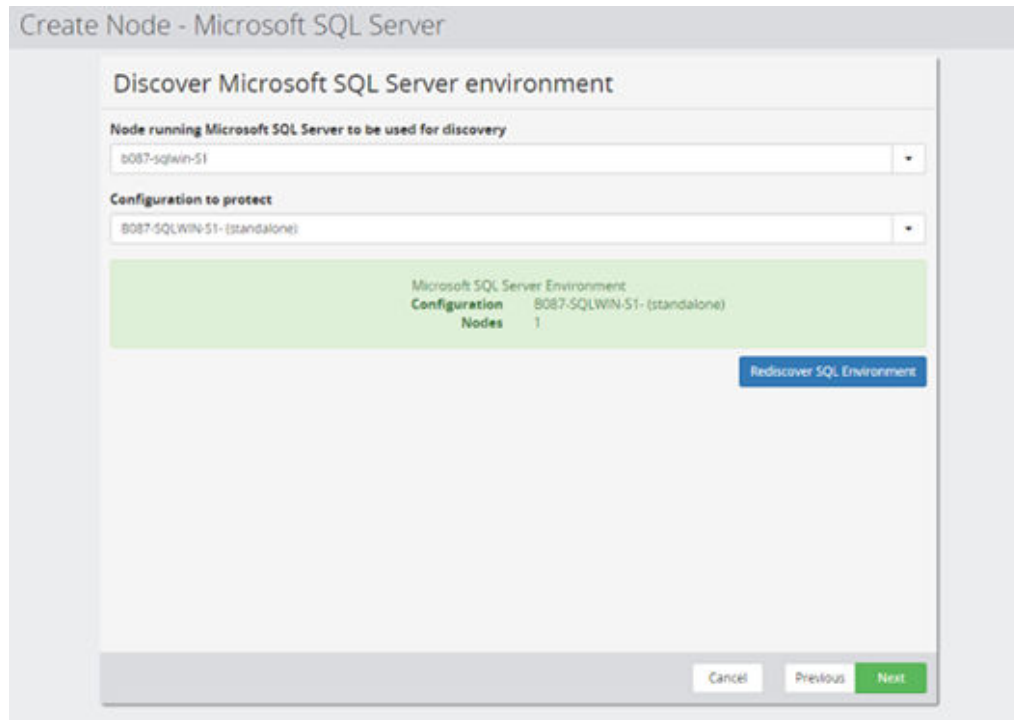 Create Node - Microsoft SQL Server
Discover Microsoft SQL Server environment
Node running Microsoft SQL Server to be used for discovery
b087-sqlwin-S1
Configuration to protect
B087-SQLWIN-S1- (standalone)
Microsoft SQL Server Environment
Configuration B087-SQLWIN-S1- (standalone)
Nodes 1
Rediscover SQL Environment
Cancel Previous Next